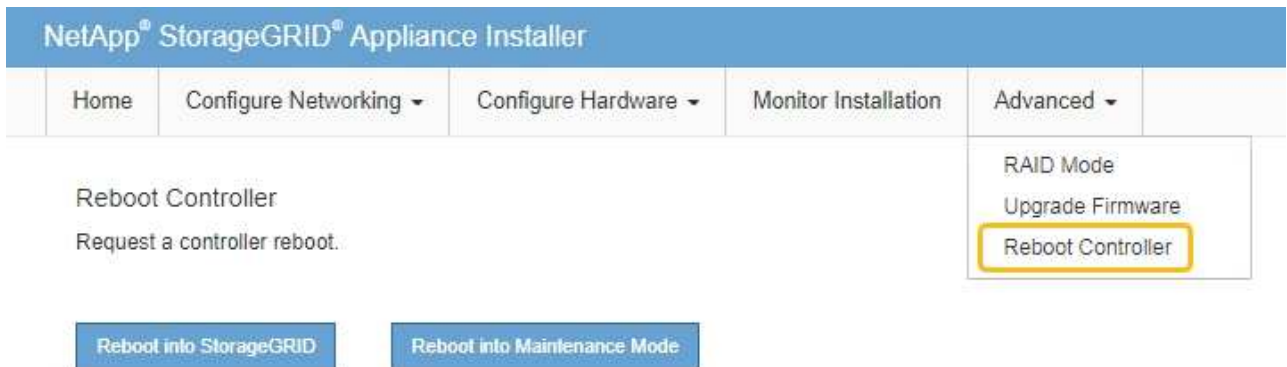 NetApp® StorageGRID® Appliance Installer
Home Configure Networking Configure Hardware Monitor Installation Advanced
RAID Mode
Upgrade Firmware
Reboot Controller
Reboot Controller
Request a controller reboot.
Reboot into StorageGRID Reboot into Maintenance Mode